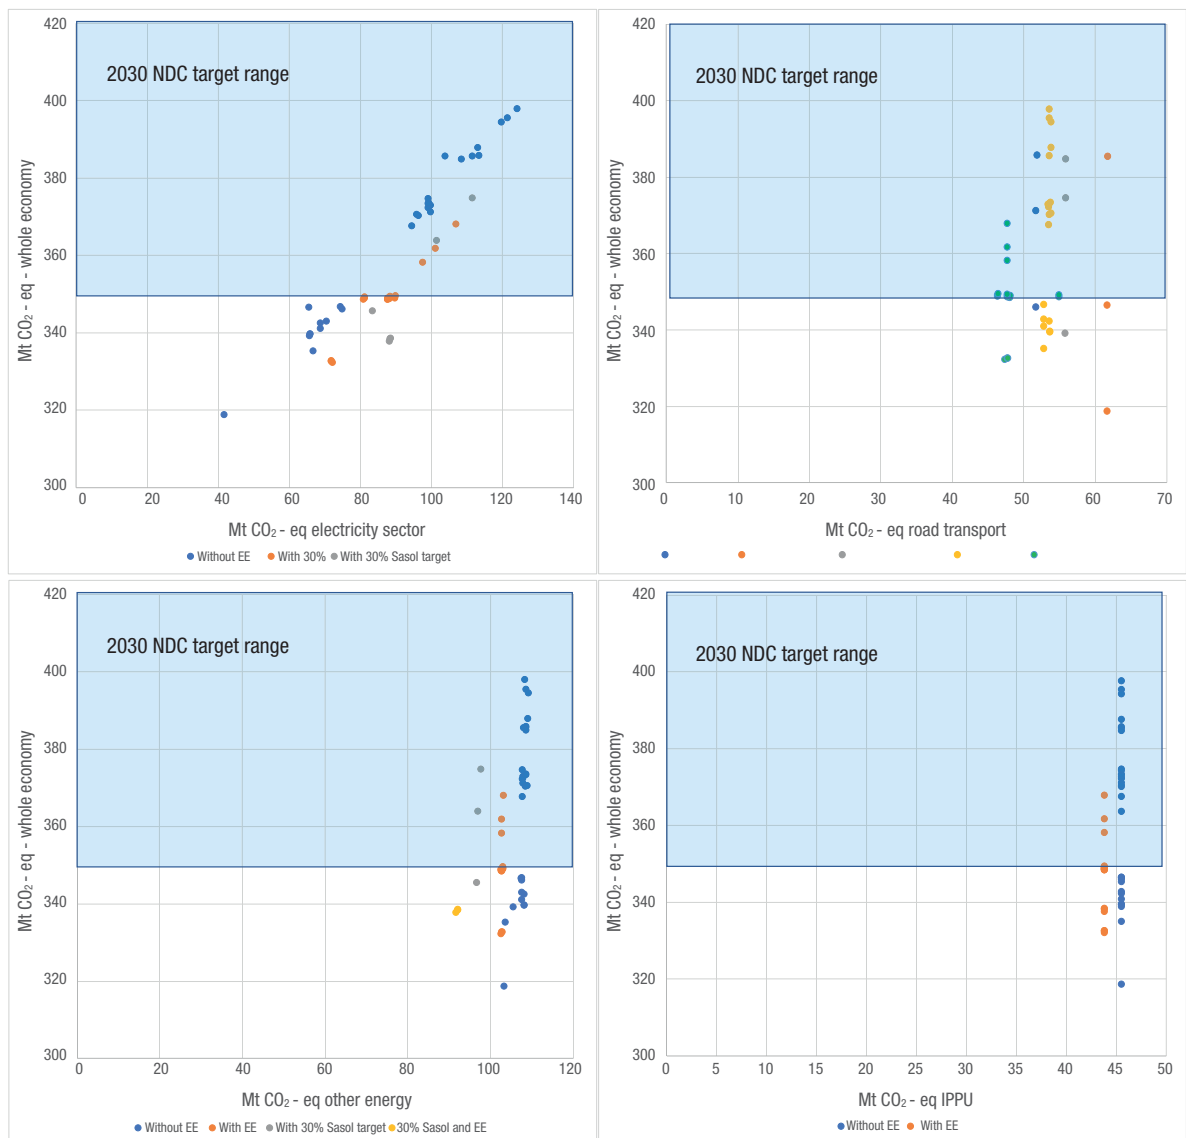 420
400
380
360
340
320
300
Mt CO₂ - eq - whole economy
2030 NDC target range
0 20 40 60 80 100 120 140
Mt CO₂ - eq electricity sector
Without EE With 30% With 30% Sasol target
420
400
380
360
340
320
300
Mt CO₂ - eq - whole economy
2030 NDC target range
0 10 20 30 40 50 60 70
Mt CO₂ - eq road transport
420
400
380
360
340
320
300
Mt CO₂ - eq - whole economy
2030 NDC target range
0 20 40 60 80 100 120
Mt CO₂ - eq other energy
Without EE With EE With 30% Sasol target 30% Sasol and EE
420
400
380
360
340
320
300
Mt CO₂ - eq - whole economy
2030 NDC target range
0 5 10 15 20 25 30 35 40 45 50
Mt CO₂ - eq IPPU
Without EE With EE